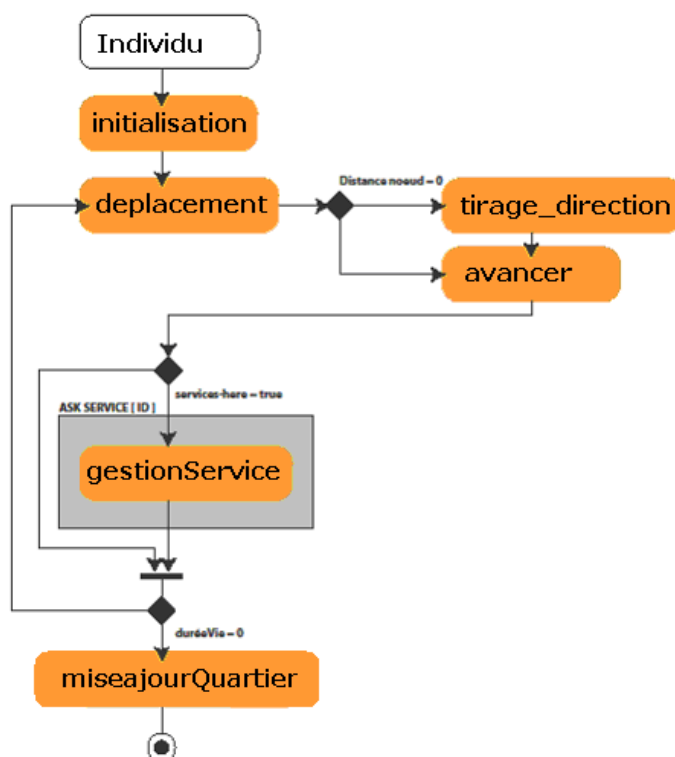 Individu
initialisation
deplacement
Distance noeud = 0
tirage_direction
avancer
services-here = true
ASK SERVICE [ ID ]
gestionService
duréeVie = 0
miseajourQuartier